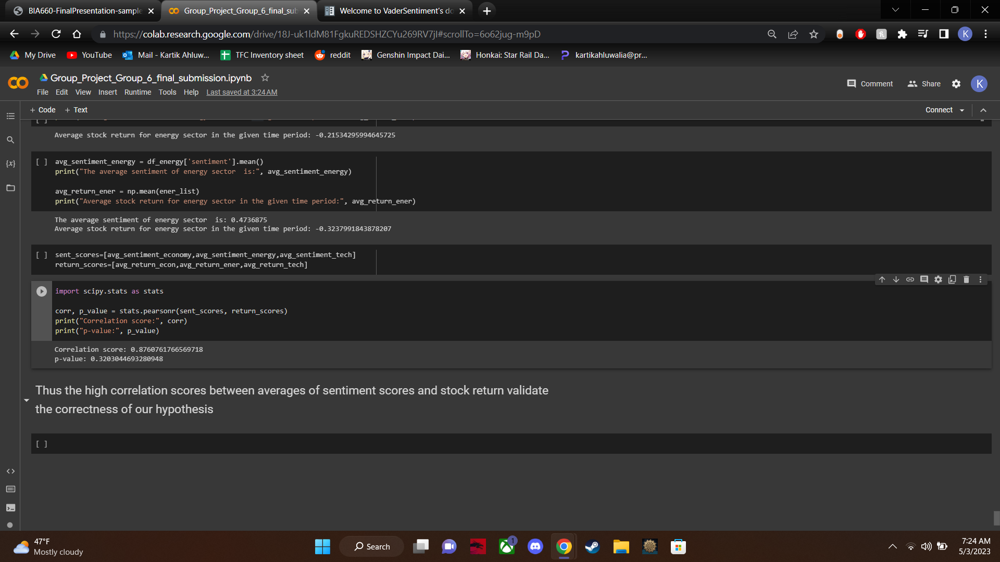 BIA660-FinalPresentation-sample
Group_Project_Group_6_final_sub
Welcome to VaderSentiment's do
https://colab.research.google.com/drive/18J-uk1ldM81FgkuREDSHZCYu269RV7jI#scrollTo=6o62jug-m9pD
K
My Drive
YouTube
Mail - Kartik Ahluw...
TFC Inventory sheet
reddit
Genshin Impact Dai...
Honkai: Star Rail Da...
kartikahluwalia@pr...
Group_Project_Group_6_final_submission.ipynb
Comment
Share
K
File Edit View Insert Runtime Tools Help Last saved at 3:24 AM
+ Code + Text
Connect
[ ]
Average stock return for energy sector in the given time period: -0.21534295994645725
[ ] avg_sentiment_energy = df_energy['sentiment'].mean()
print("The average sentiment of energy sector  is:", avg_sentiment_energy)
avg_return_ener = np.mean(ener_list)
print("Average stock return for energy sector in the given time period:", avg_return_ener)
The average sentiment of energy sector  is: 0.4736875
Average stock return for energy sector in the given time period: -0.3237991843878207
[ ] sent_scores=[avg_sentiment_economy,avg_sentiment_energy,avg_sentiment_tech]
return_scores=[avg_return_econ,avg_return_ener,avg_return_tech]
import scipy.stats as stats
corr, p_value = stats.pearsonr(sent_scores, return_scores)
print("Correlation score:", corr)
print("p-value:", p_value)
Correlation score: 0.8760761766569718
p-value: 0.3203044693280948
Thus the high correlation scores between averages of sentiment scores and stock return validate
the correctness of our hypothesis
[ ]
{x}
47°F
Mostly cloudy
Search
1
7:24 AM
5/3/2023